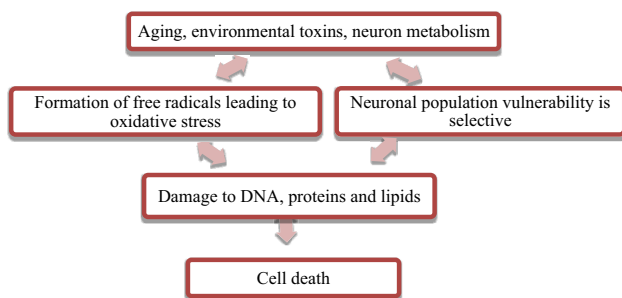 Aging, environmental toxins, neuron metabolism
Formation of free radicals leading to
oxidative stress
Neuronal population vulnerability is
selective
Damage to DNA, proteins and lipids
Cell death